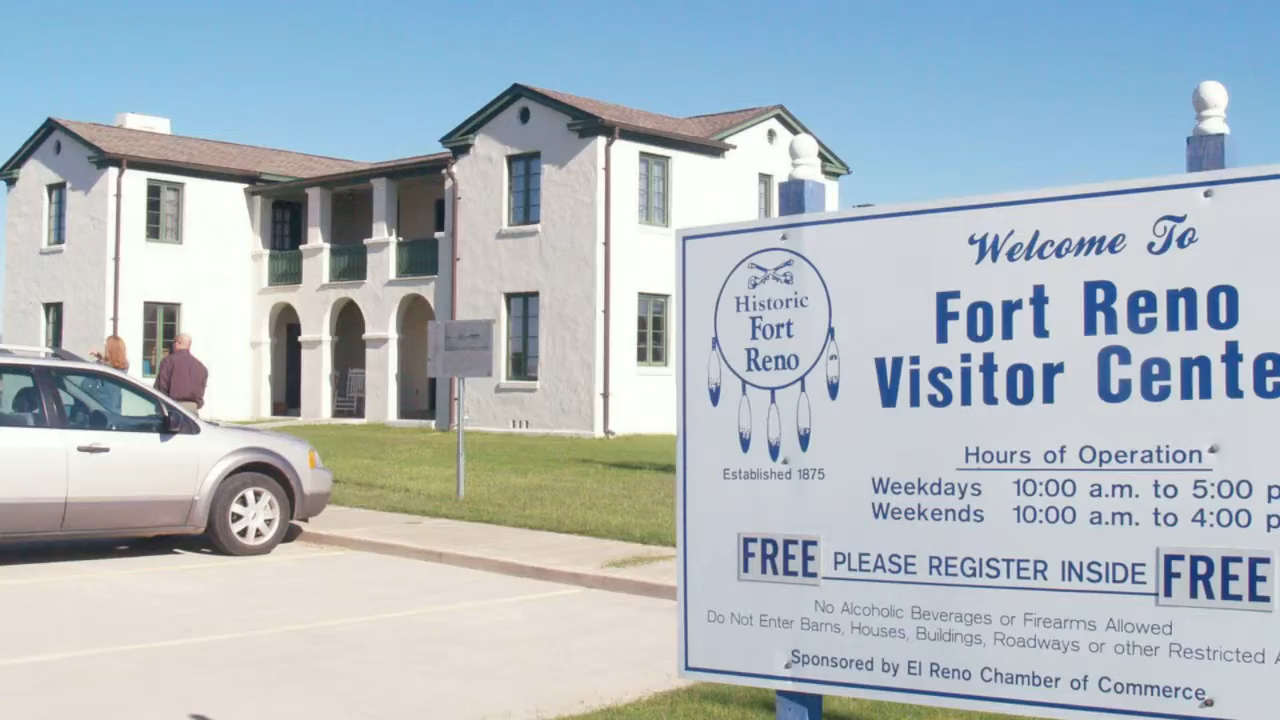 Welcome To
Fort Reno
Visitor Cente
Historic
Fort
Reno
Established 1875
Hours of Operation
Weekdays 10:00 a.m. to 5:00 p
Weekends 10:00 a.m. to 4:00 p
FREE PLEASE REGISTER INSIDE FREE
No Alcoholic Beverages or Firearms Allowed
Do Not Enter Barns, Houses, Buildings, Roadways or other Restricted A
Sponsored by El Reno Chamber of Commerce